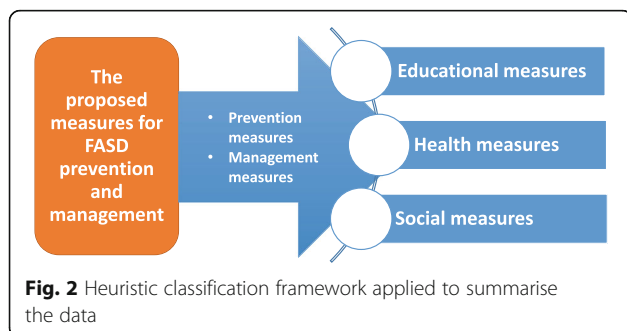 The
proposed
measures for
FASD
prevention
and
management
• Prevention
measures
• Management
measures
Educational measures
Health measures
Social measures
Fig. 2 Heuristic classification framework applied to summarise
the data